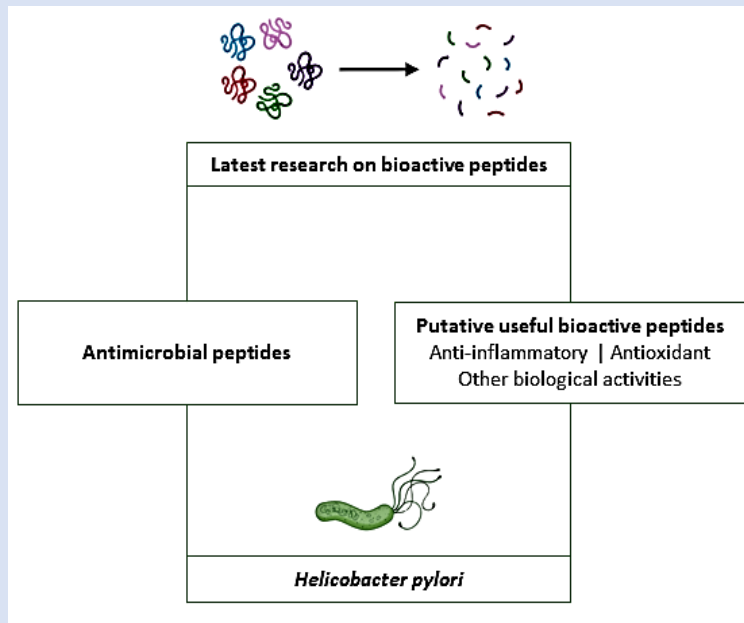 Latest research on bioactive peptides
Antimicrobial peptides
Putative useful bioactive peptides
Anti-inflammatory | Antioxidant
Other biological activities
Helicobacter pylori